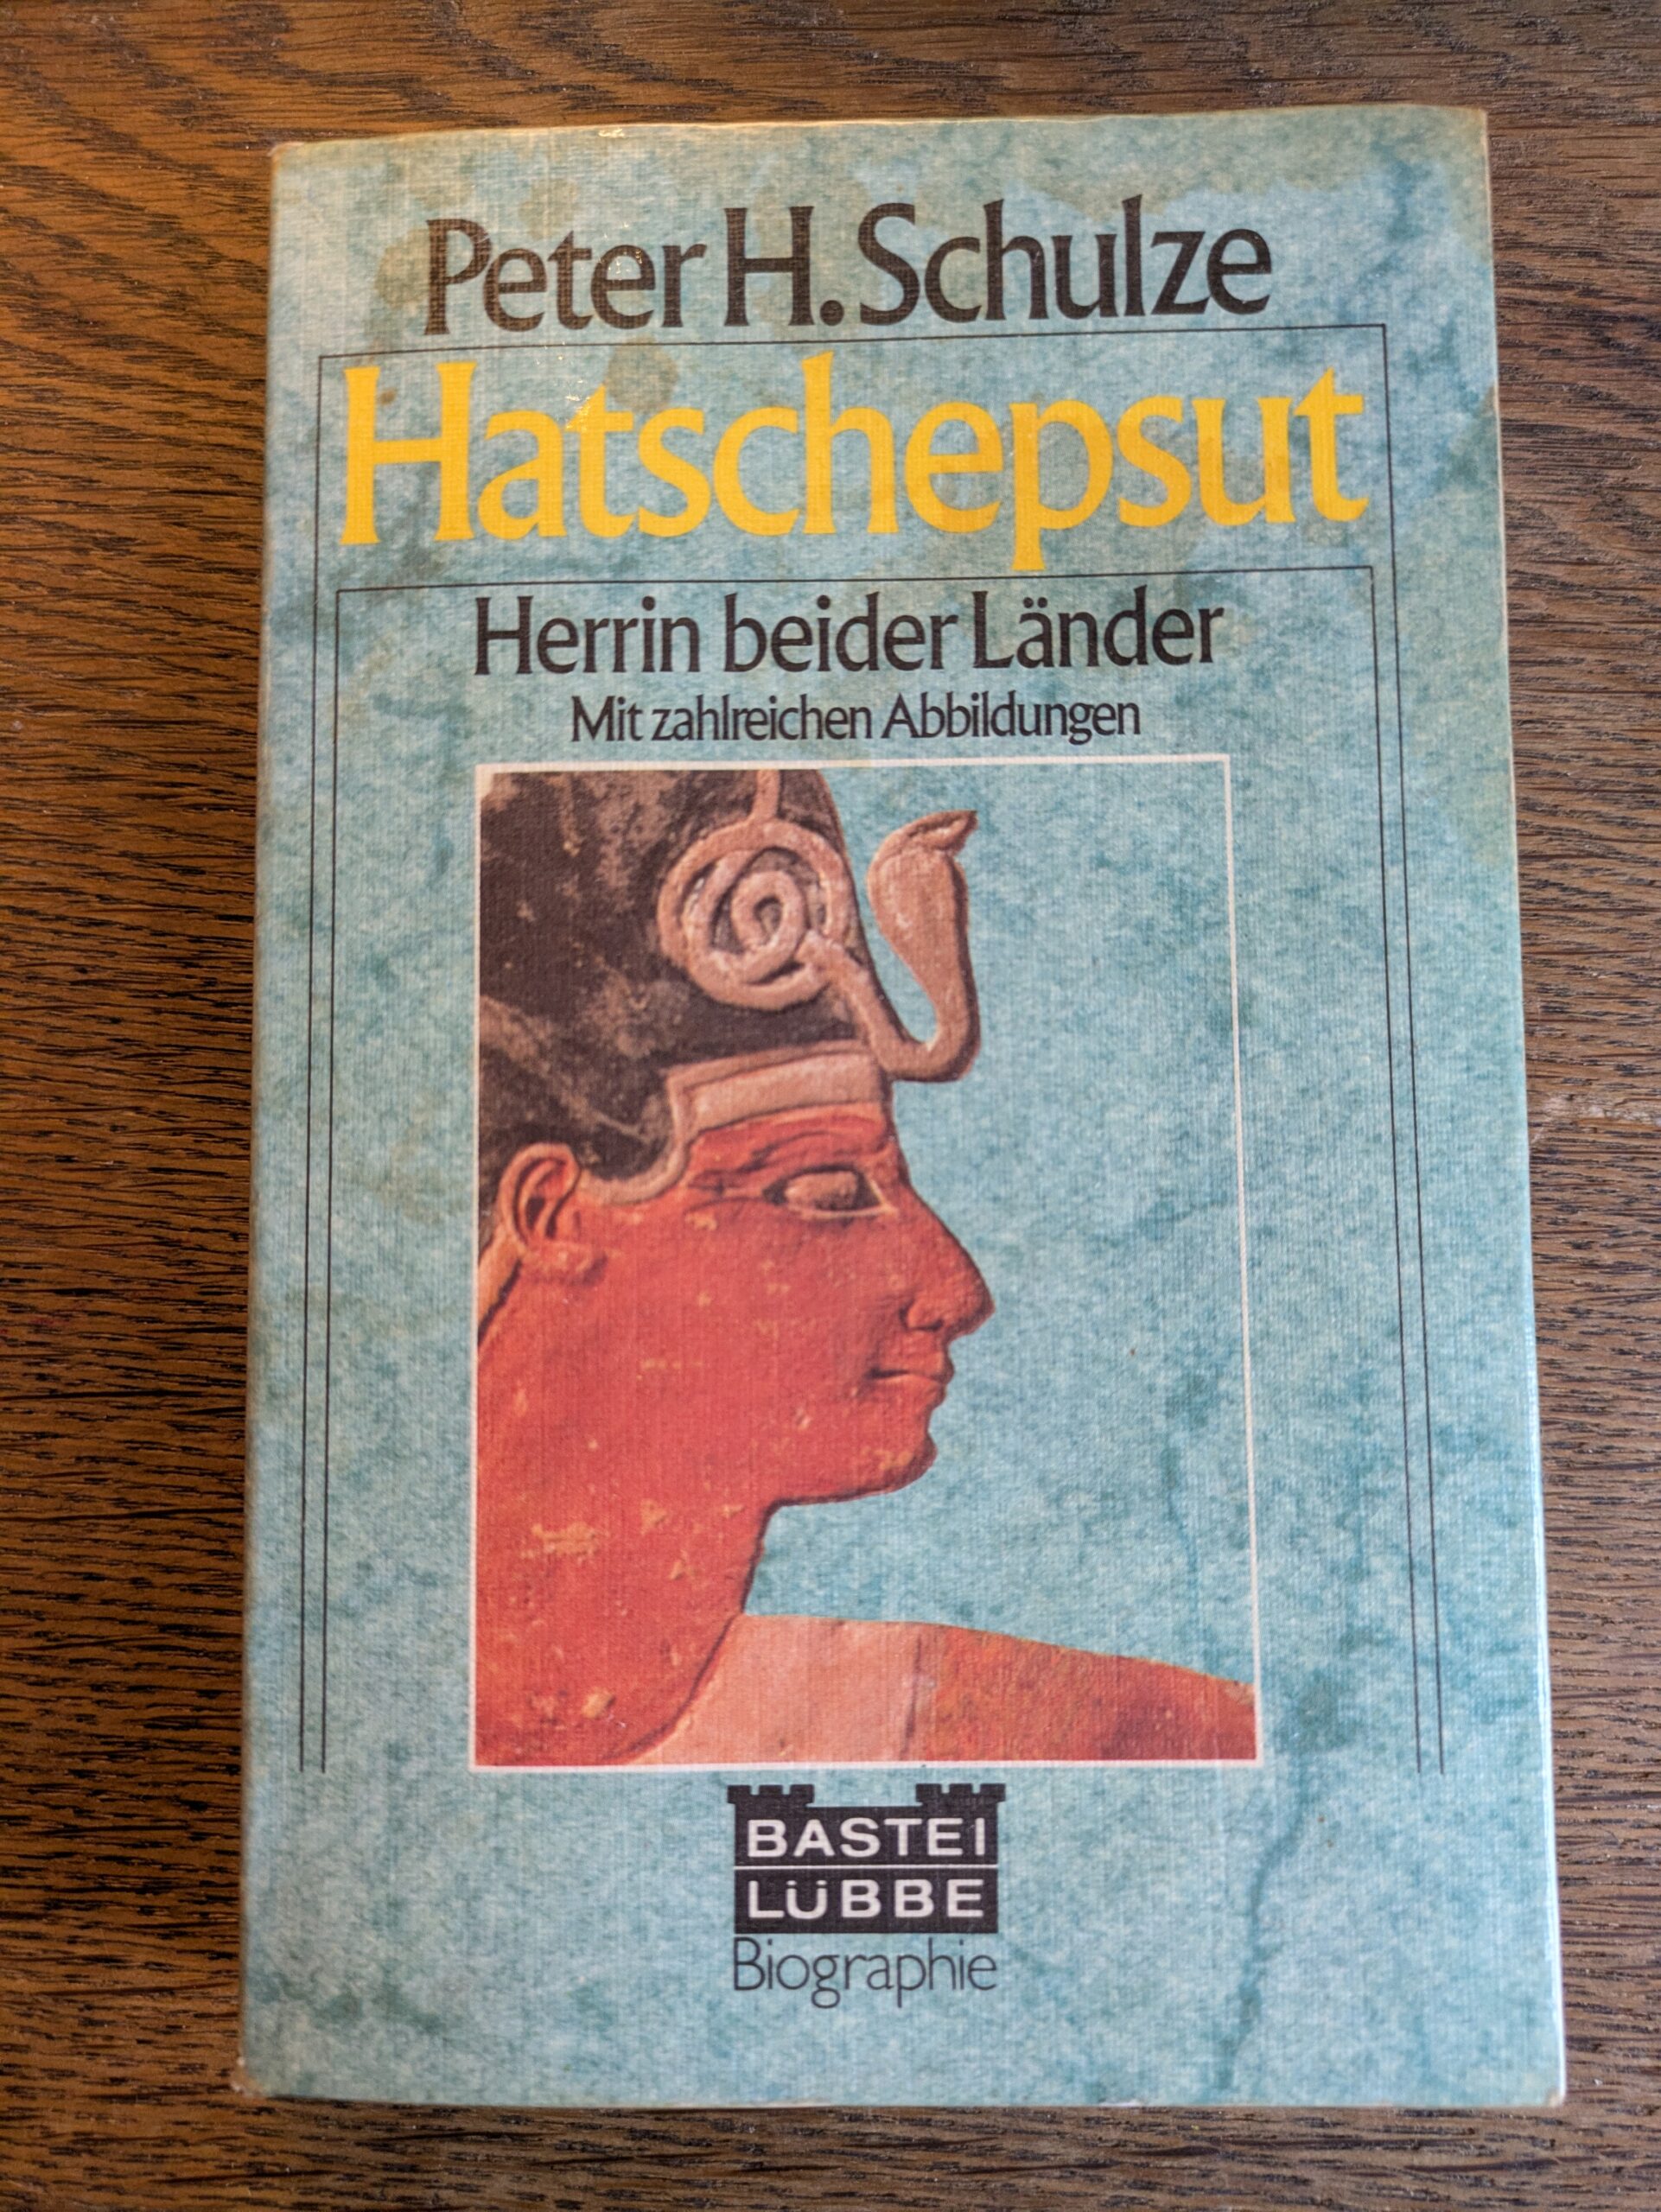 Peter H. Schulze
Hatschepsut
Herrin beider Länder
Mit zahlreichen Abbildungen
BASTEI
LÜBBE
Biographie